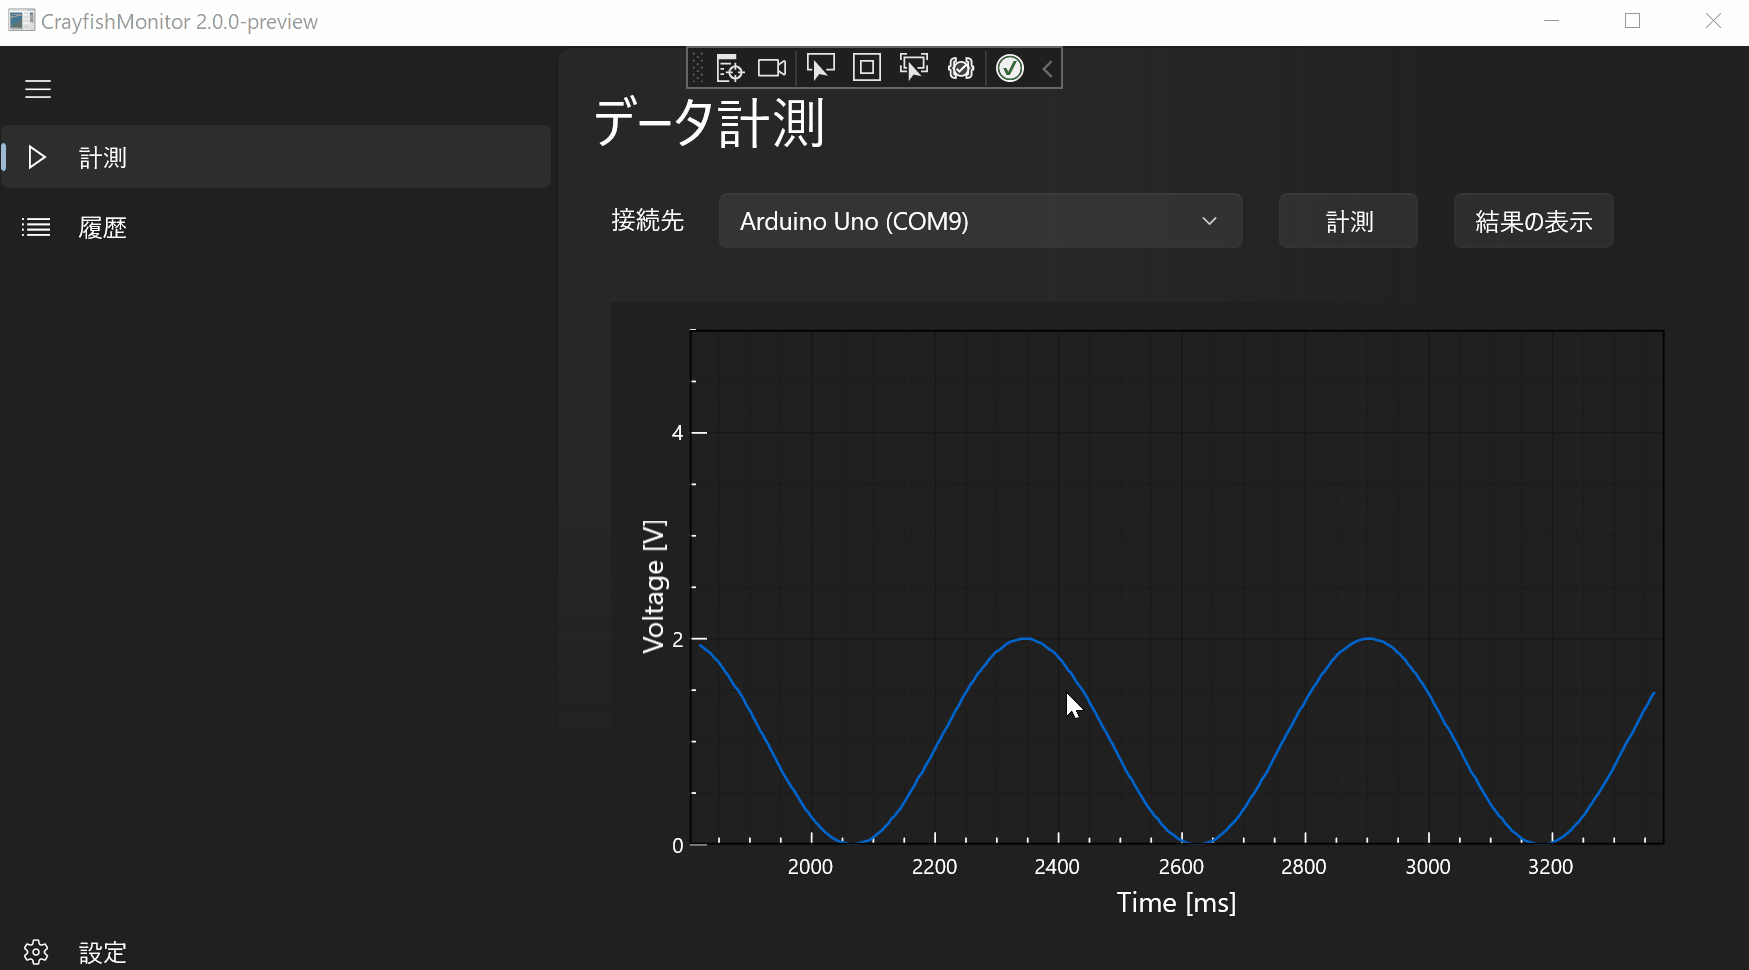 CrayfishMonitor 2.0.0-preview
計測
履歴
設定
データ計測
接続先 Arduino Uno (COM9) 計測 結果の表示
Voltage [V]
4
2
0
2000 2200 2400 2600 2800 3000 3200
Time [ms]